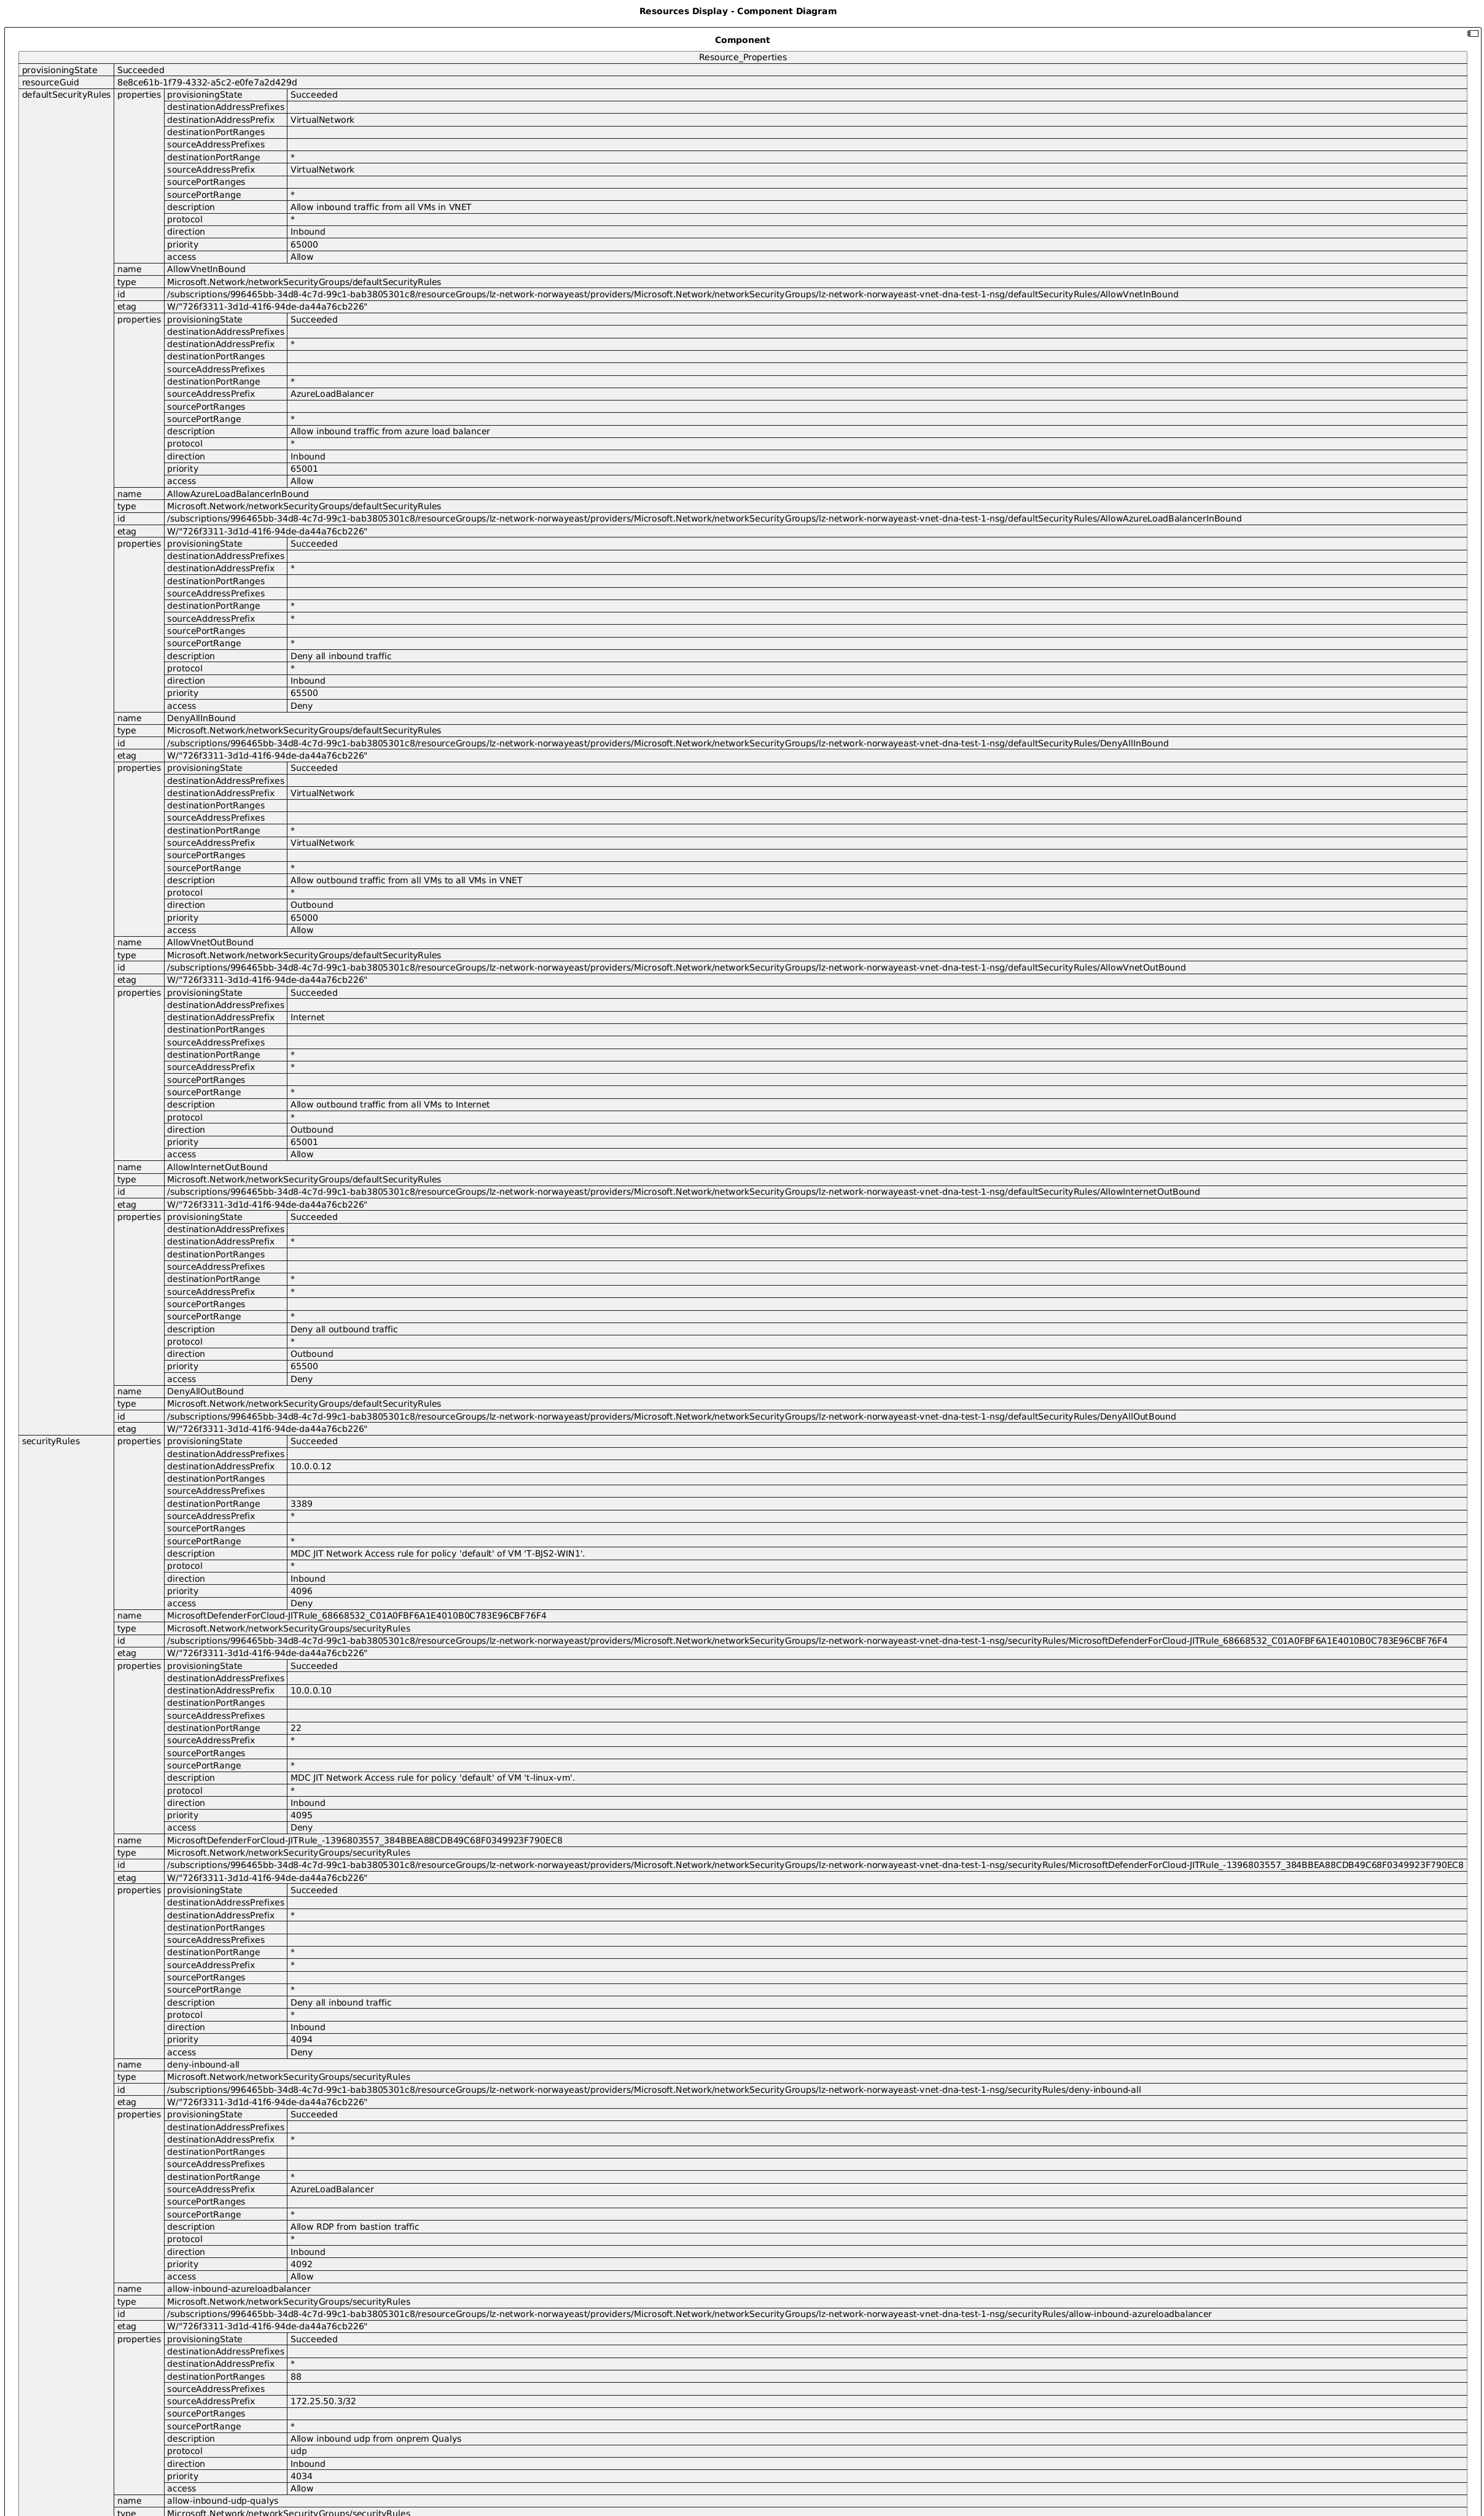 Resources Display - Component Diagram
Component
Resource_Properties
provisioningState Succeeded
resourceGuid 8e8ce61b-1f79-4332-a5c2-e0fe7a2d429d
defaultSecurityRules properties provisioningState Succeeded
destinationAddressPrefixes
destinationAddressPrefix VirtualNetwork
destinationPortRanges
sourceAddressPrefixes
destinationPortRange *
sourceAddressPrefix VirtualNetwork
sourcePortRanges
sourcePortRange *
description Allow inbound traffic from all VMs in VNET
protocol *
direction Inbound
priority 65000
access Allow
name AllowVnetInBound
type Microsoft.Network/networkSecurityGroups/defaultSecurityRules
id /subscriptions/996465bb-34d8-4c7d-99c1-bab3805301c8/resourceGroups/lz-network-norwayeast/providers/Microsoft.Network/networkSecurityGroups/lz-network-norwayeast-vnet-dna-test-1-nsg/defaultSecurityRules/AllowVnetInBound
etag W/"726f3311-3d1d-41f6-94de-da44a76cb226"
properties provisioningState Succeeded
destinationAddressPrefixes
destinationAddressPrefix *
destinationPortRanges
sourceAddressPrefixes
destinationPortRange *
sourceAddressPrefix AzureLoadBalancer
sourcePortRanges
sourcePortRange *
description Allow inbound traffic from azure load balancer
protocol *
direction Inbound
priority 65001
access Allow
name AllowAzureLoadBalancerInBound
type Microsoft.Network/networkSecurityGroups/defaultSecurityRules
id /subscriptions/996465bb-34d8-4c7d-99c1-bab3805301c8/resourceGroups/lz-network-norwayeast/providers/Microsoft.Network/networkSecurityGroups/lz-network-norwayeast-vnet-dna-test-1-nsg/defaultSecurityRules/AllowAzureLoadBalancerInBound
etag W/"726f3311-3d1d-41f6-94de-da44a76cb226"
properties provisioningState Succeeded
destinationAddressPrefixes
destinationAddressPrefix *
destinationPortRanges
sourceAddressPrefixes
destinationPortRange *
sourceAddressPrefix *
sourcePortRanges
sourcePortRange *
description Deny all inbound traffic
protocol *
direction Inbound
priority 65500
access Deny
name DenyAllInBound
type Microsoft.Network/networkSecurityGroups/defaultSecurityRules
id /subscriptions/996465bb-34d8-4c7d-99c1-bab3805301c8/resourceGroups/lz-network-norwayeast/providers/Microsoft.Network/networkSecurityGroups/lz-network-norwayeast-vnet-dna-test-1-nsg/defaultSecurityRules/DenyAllInBound
etag W/"726f3311-3d1d-41f6-94de-da44a76cb226"
properties provisioningState Succeeded
destinationAddressPrefixes
destinationAddressPrefix VirtualNetwork
destinationPortRanges
sourceAddressPrefixes
destinationPortRange *
sourceAddressPrefix VirtualNetwork
sourcePortRanges
sourcePortRange *
description Allow outbound traffic from all VMs to all VMs in VNET
protocol *
direction Outbound
priority 65000
access Allow
name AllowVnetOutBound
type Microsoft.Network/networkSecurityGroups/defaultSecurityRules
id /subscriptions/996465bb-34d8-4c7d-99c1-bab3805301c8/resourceGroups/lz-network-norwayeast/providers/Microsoft.Network/networkSecurityGroups/lz-network-norwayeast-vnet-dna-test-1-nsg/defaultSecurityRules/AllowVnetOutBound
etag W/"726f3311-3d1d-41f6-94de-da44a76cb226"
properties provisioningState Succeeded
destinationAddressPrefixes
destinationAddressPrefix Internet
destinationPortRanges
sourceAddressPrefixes
destinationPortRange *
sourceAddressPrefix *
sourcePortRanges
sourcePortRange *
description Allow outbound traffic from all VMs to Internet
protocol *
direction Outbound
priority 65001
access Allow
name AllowInternetOutBound
type Microsoft.Network/networkSecurityGroups/defaultSecurityRules
id /subscriptions/996465bb-34d8-4c7d-99c1-bab3805301c8/resourceGroups/lz-network-norwayeast/providers/Microsoft.Network/networkSecurityGroups/lz-network-norwayeast-vnet-dna-test-1-nsg/defaultSecurityRules/AllowInternetOutBound
etag W/"726f3311-3d1d-41f6-94de-da44a76cb226"
properties provisioningState Succeeded
destinationAddressPrefixes
destinationAddressPrefix *
destinationPortRanges
sourceAddressPrefixes
destinationPortRange *
sourceAddressPrefix *
sourcePortRanges
sourcePortRange *
description Deny all outbound traffic
protocol *
direction Outbound
priority 65500
access Deny
name DenyAllOutBound
type Microsoft.Network/networkSecurityGroups/defaultSecurityRules
id /subscriptions/996465bb-34d8-4c7d-99c1-bab3805301c8/resourceGroups/lz-network-norwayeast/providers/Microsoft.Network/networkSecurityGroups/lz-network-norwayeast-vnet-dna-test-1-nsg/defaultSecurityRules/DenyAllOutBound
etag W/"726f3311-3d1d-41f6-94de-da44a76cb226"
securityRules properties provisioningState Succeeded
destinationAddressPrefixes
destinationAddressPrefix 10.0.0.12
destinationPortRanges
sourceAddressPrefixes
destinationPortRange 3389
sourceAddressPrefix *
sourcePortRanges
sourcePortRange *
description MDC JIT Network Access rule for policy 'default' of VM 'T-BJS2-WIN1'.
protocol *
direction Inbound
priority 4096
access Deny
name MicrosoftDefenderForCloud-JITRule_68668532_C01A0FBF6A1E4010B0C783E96CBF76F4
type Microsoft.Network/networkSecurityGroups/securityRules
id /subscriptions/996465bb-34d8-4c7d-99c1-bab3805301c8/resourceGroups/lz-network-norwayeast/providers/Microsoft.Network/networkSecurityGroups/lz-network-norwayeast-vnet-dna-test-1-nsg/securityRules/MicrosoftDefenderForCloud-JITRule_68668532_C01A0FBF6A1E4010B0C783E96CBF76F4
etag W/"726f3311-3d1d-41f6-94de-da44a76cb226"
properties provisioningState Succeeded
destinationAddressPrefixes
destinationAddressPrefix 10.0.0.10
destinationPortRanges
sourceAddressPrefixes
destinationPortRange 22
sourceAddressPrefix *
sourcePortRanges
sourcePortRange *
description MDC JIT Network Access rule for policy 'default' of VM 't-linux-vm'.
protocol *
direction Inbound
priority 4095
access Deny
name MicrosoftDefenderForCloud-JITRule_-1396803557_384BBEA88CDB49C68F0349923F790EC8
type Microsoft.Network/networkSecurityGroups/securityRules
id /subscriptions/996465bb-34d8-4c7d-99c1-bab3805301c8/resourceGroups/lz-network-norwayeast/providers/Microsoft.Network/networkSecurityGroups/lz-network-norwayeast-vnet-dna-test-1-nsg/securityRules/MicrosoftDefenderForCloud-JITRule_-1396803557_384BBEA88CDB49C68F0349923F790EC8
etag W/"726f3311-3d1d-41f6-94de-da44a76cb226"
properties provisioningState Succeeded
destinationAddressPrefixes
destinationAddressPrefix *
destinationPortRanges
sourceAddressPrefixes
destinationPortRange *
sourceAddressPrefix *
sourcePortRanges
sourcePortRange *
description Deny all inbound traffic
protocol *
direction Inbound
priority 4094
access Deny
name deny-inbound-all
type Microsoft.Network/networkSecurityGroups/securityRules
id /subscriptions/996465bb-34d8-4c7d-99c1-bab3805301c8/resourceGroups/lz-network-norwayeast/providers/Microsoft.Network/networkSecurityGroups/lz-network-norwayeast-vnet-dna-test-1-nsg/securityRules/deny-inbound-all
etag W/"726f3311-3d1d-41f6-94de-da44a76cb226"
properties provisioningState Succeeded
destinationAddressPrefixes
destinationAddressPrefix *
destinationPortRanges
sourceAddressPrefixes
destinationPortRange *
sourceAddressPrefix AzureLoadBalancer
sourcePortRanges
sourcePortRange *
description Allow RDP from bastion traffic
protocol *
direction Inbound
priority 4092
access Allow
name allow-inbound-azureloadbalancer
type Microsoft.Network/networkSecurityGroups/securityRules
id /subscriptions/996465bb-34d8-4c7d-99c1-bab3805301c8/resourceGroups/lz-network-norwayeast/providers/Microsoft.Network/networkSecurityGroups/lz-network-norwayeast-vnet-dna-test-1-nsg/securityRules/allow-inbound-azureloadbalancer
etag W/"726f3311-3d1d-41f6-94de-da44a76cb226"
properties provisioningState Succeeded
destinationAddressPrefixes
destinationAddressPrefix *
destinationPortRanges 88
sourceAddressPrefixes
sourceAddressPrefix 172.25.50.3/32
sourcePortRanges
sourcePortRange *
description Allow inbound udp from onprem Qualys
protocol udp
direction Inbound
priority 4034
access Allow
name allow-inbound-udp-qualys
type Microsoft.Network/networkSecurityGroups/securityRules